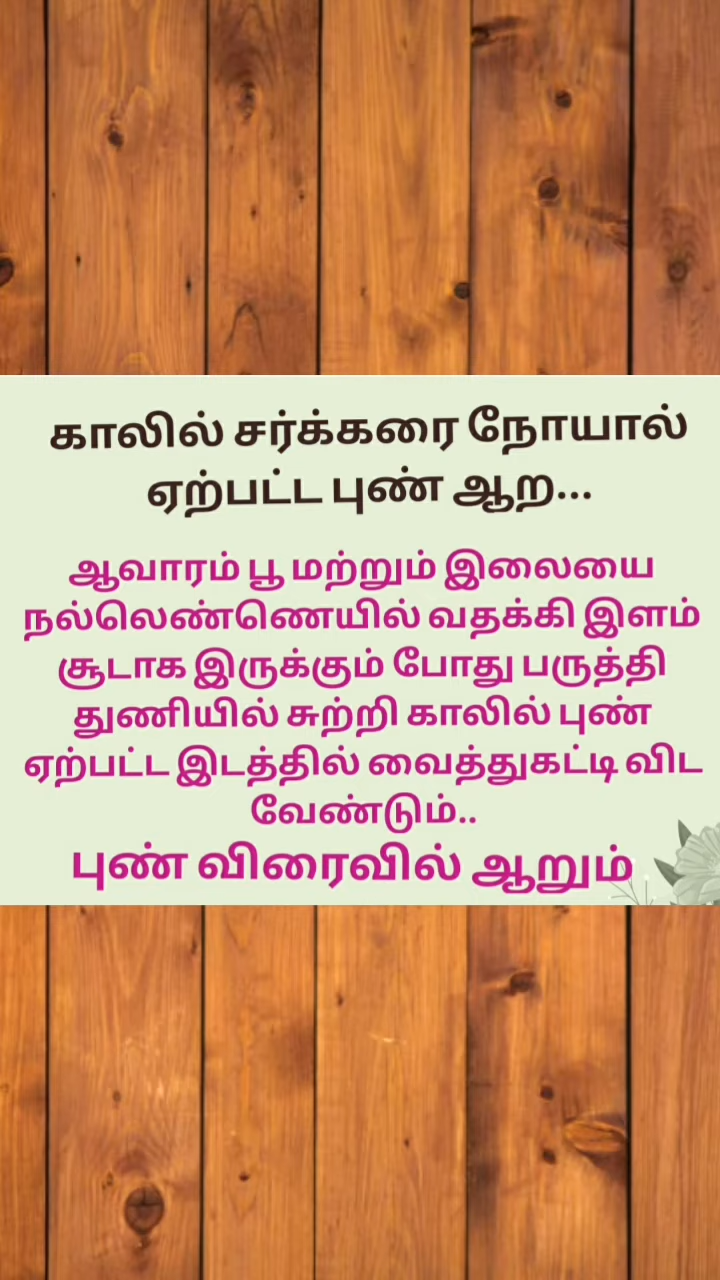 காலில் சர்க்கரை நோயால்
ஏற்பட்ட புண் ஆற...
ஆவாரம் பூ மற்றும் இலையை
நல்லெண்ணெயில் வதக்கி இளம்
சூடாக இருக்கும் போது பருத்தி
துணியில் சுற்றி காலில் புண்
ஏற்பட்ட இடத்தில் வைத்துகட்டி விட
வேண்டும்..
புண் விரைவில் ஆறும்